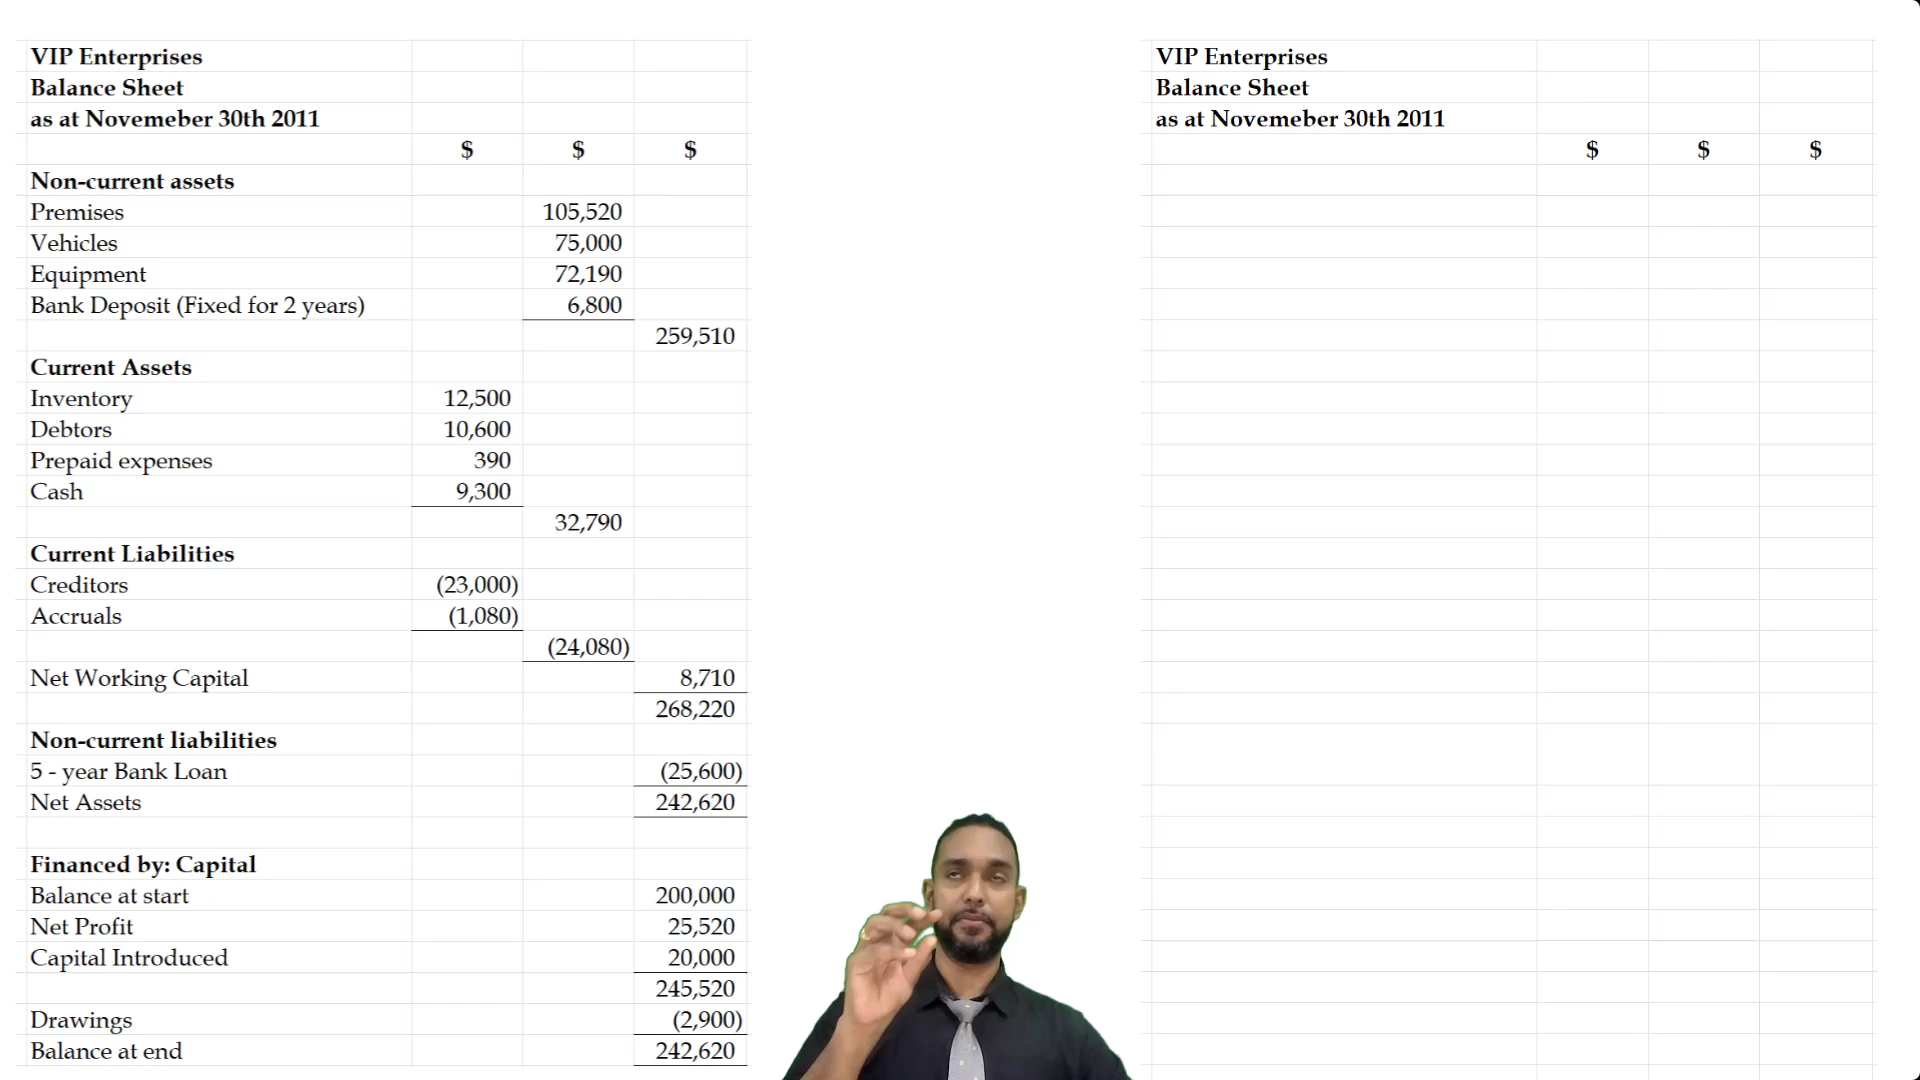 VIP Enterprises
Balance Sheet
as at Novemeber 30th 2011
$ $ $
Non-current assets
Premises 105,520
Vehicles 75,000
Equipment 72,190
Bank Deposit (Fixed for 2 years) 6,800
259,510
Current Assets
Inventory 12,500
Debtors 10,600
Prepaid expenses 390
Cash 9,300
32,790
Current Liabilities
Creditors (23,000)
Accruals (1,080)
(24,080)
Net Working Capital 8,710
268,220
Non-current liabilities
5 - year Bank Loan (25,600)
Net Assets 242,620
Financed by: Capital
Balance at start 200,000
Net Profit 25,520
Capital Introduced 20,000
245,520
Drawings (2,900)
Balance at end 242,620
VIP Enterprises
Balance Sheet
as at Novemeber 30th 2011
$ $ $